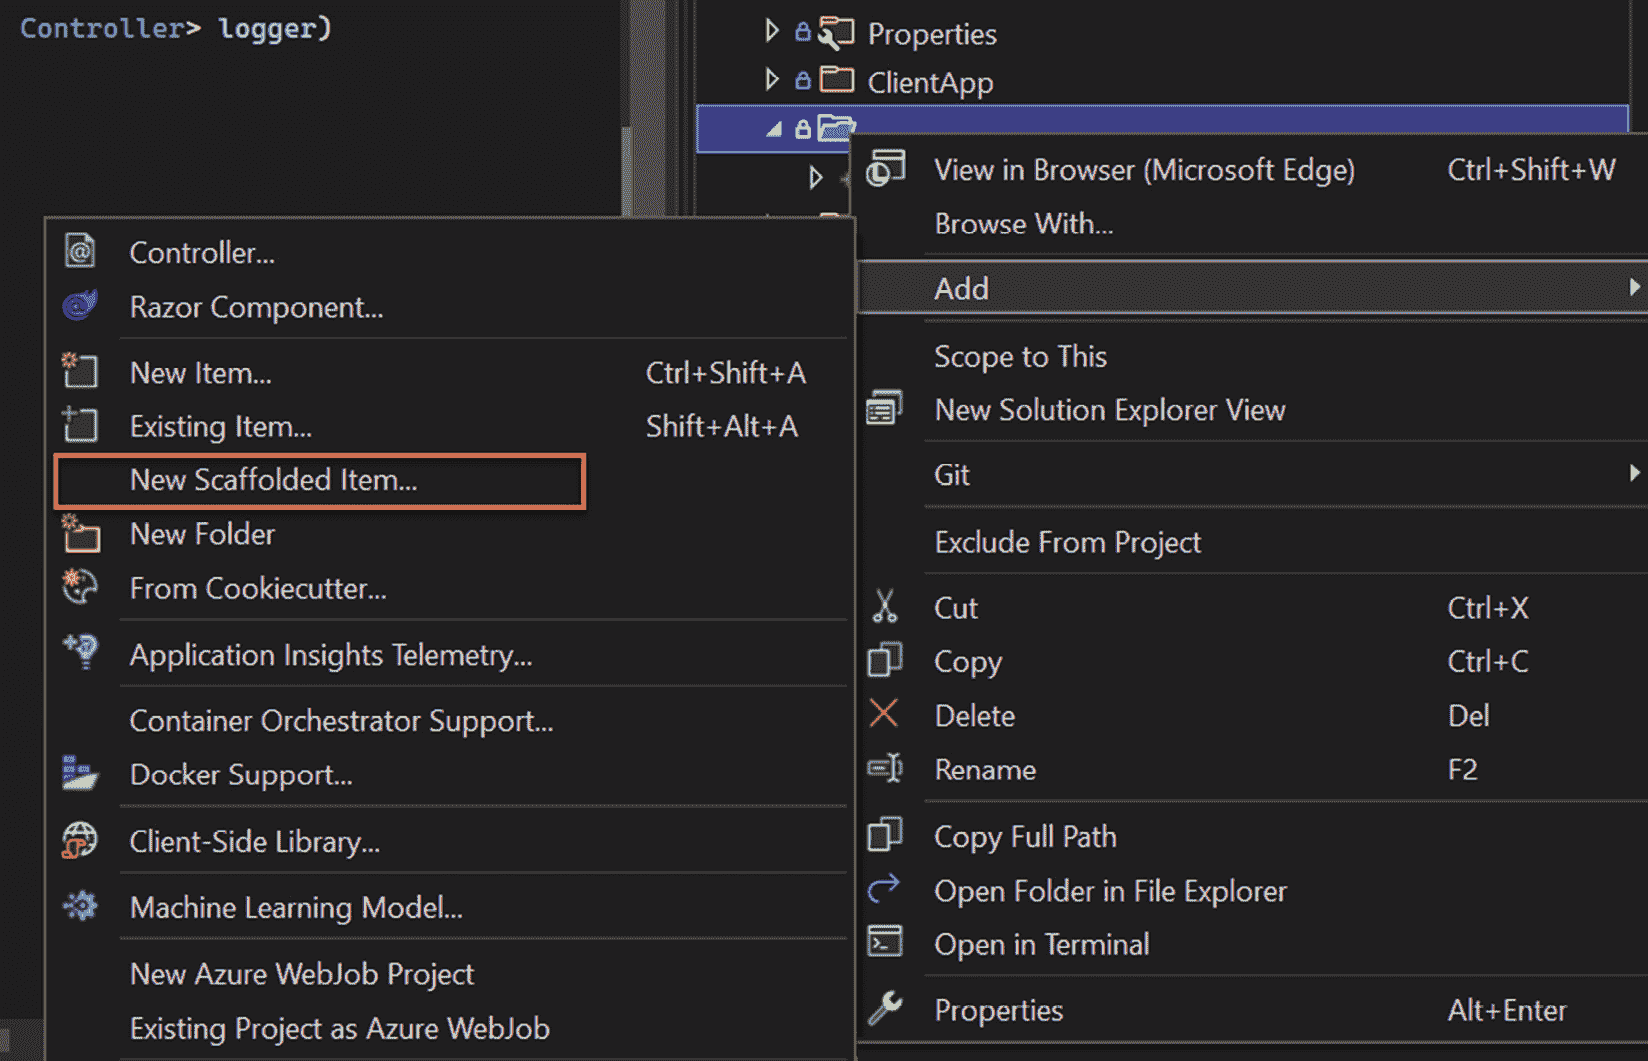 Controller> logger)
Properties
ClientApp
View in Browser (Microsoft Edge) Ctrl+Shift+W
Browse With...
Add
Scope to This
New Solution Explorer View
Git
Exclude From Project
Cut Ctrl+X
Copy Ctrl+C
Delete Del
Rename F2
Copy Full Path
Open Folder in File Explorer
Open in Terminal
Properties Alt+Enter
Controller...
Razor Component...
New Item... Ctrl+Shift+A
Existing Item... Shift+Alt+A
New Scaffolded Item...
New Folder
From Cookiecutter...
Application Insights Telemetry...
Container Orchestrator Support...
Docker Support...
Client-Side Library...
Machine Learning Model...
New Azure WebJob Project
Existing Project as Azure WebJob